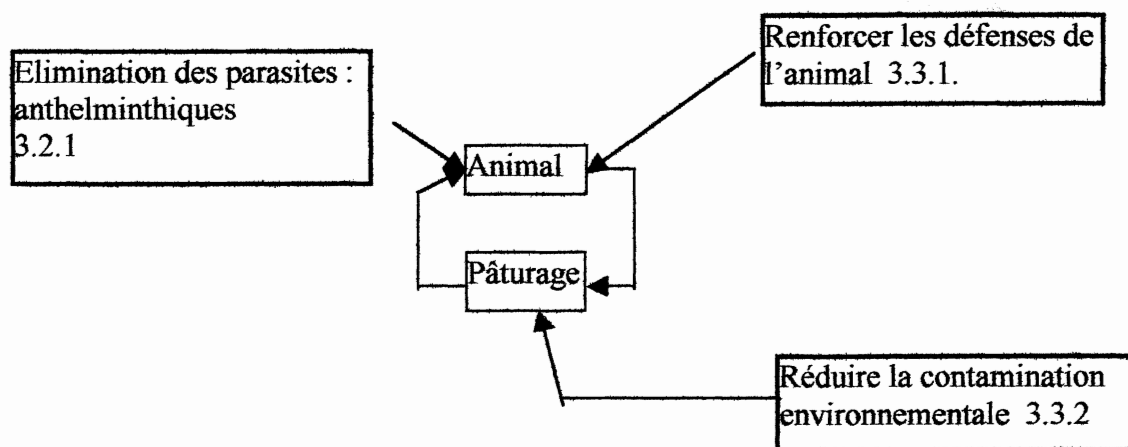 Elimination des parasites :
anthelminthiques
3.2.1
Renforcer les défenses de
l'animal 3.3.1.
Animal
Pâturage
Réduire la contamination
environnementale 3.3.2